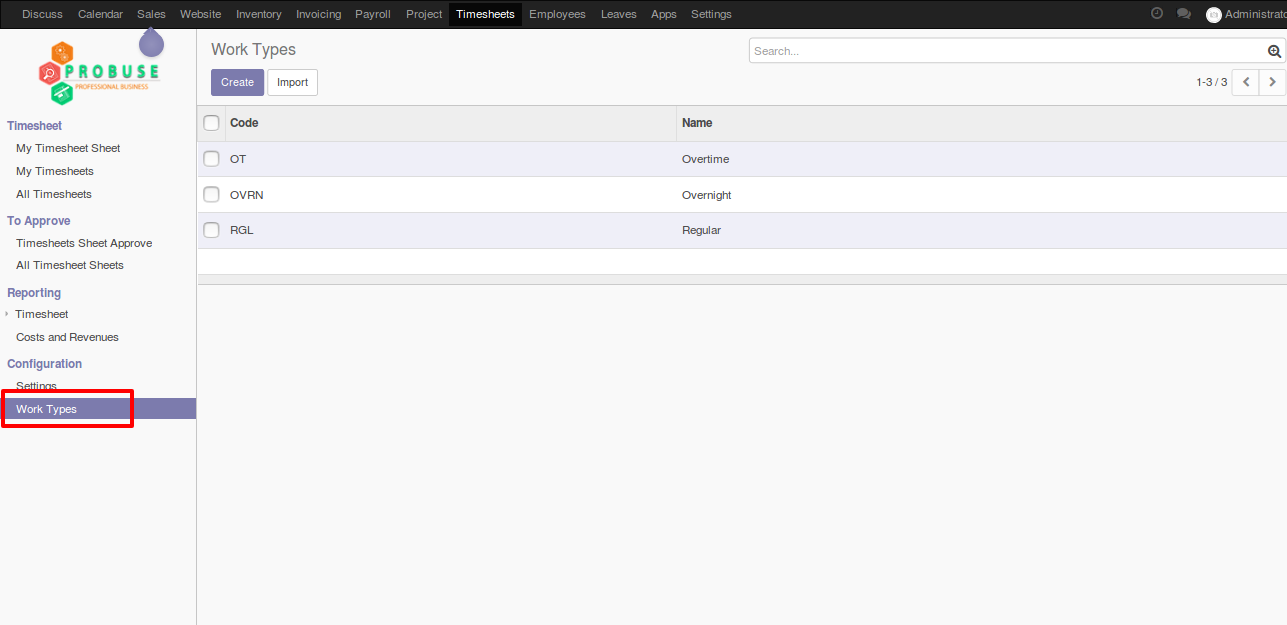 Discuss Calendar Sales Website Inventory Invoicing Payroll Project Timesheets Employees Leaves Apps Settings Administrato
PROBUSE
PROFESSIONAL BUSINESS
Work Types
Search...
Create Import
1-3 / 3
Timesheet
My Timesheet Sheet
My Timesheets
All Timesheets
To Approve
Timesheets Sheet Approve
All Timesheet Sheets
Reporting
Timesheet
Costs and Revenues
Configuration
Settings
Work Types
Code Name
OT Overtime
OVRN Overnight
RGL Regular